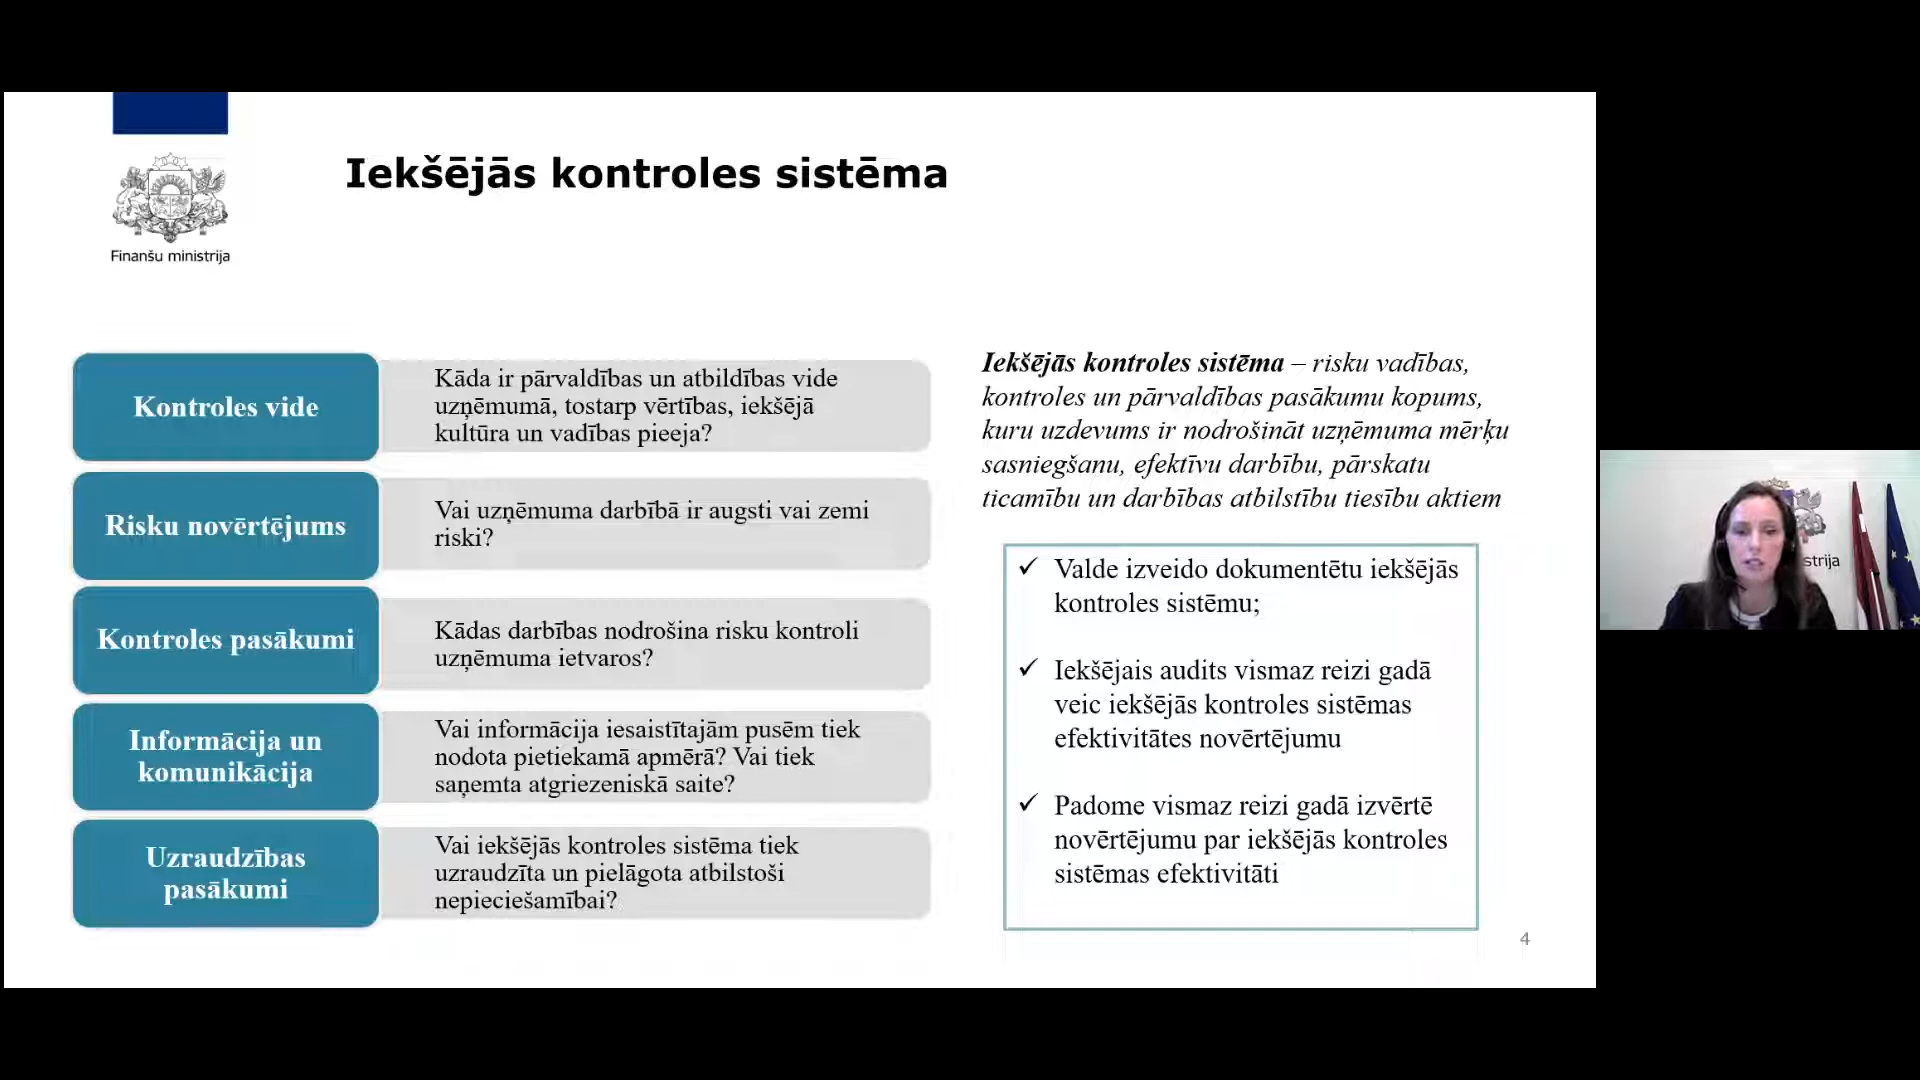 Finanšu ministrija
Iekšējās kontroles sistēma
Kontroles vide
Kāda ir pārvaldības un atbildības vide
uzņēmumā, tostarp vērtības, iekšējā
kultūra un vadības pieeja?
Risku novērtējums
Vai uzņēmuma darbībā ir augsti vai zemi
riski?
Kontroles pasākumi
Kādas darbības nodrošina risku kontroli
uzņēmuma ietvaros?
Informācija un
komunikācija
Vai informācija iesaistītajām pusēm tiek
nodota pietiekamā apmērā? Vai tiek
saņemta atgriezeniskā saite?
Uzraudzības
pasākumi
Vai iekšējās kontroles sistēma tiek
uzraudzīta un pielāgota atbilstoši
nepieciešamībai?
Iekšējās kontroles sistēma – risku vadības,
kontroles un pārvaldības pasākumu kopums,
kuru uzdevums ir nodrošināt uzņēmuma mērķu
sasniegšanu, efektīvu darbību, pārskatu
ticamību un darbības atbilstību tiesību aktiem
✓ Valde izveido dokumentētu iekšējās
kontroles sistēmu;
✓ Iekšējais audits vismaz reizi gadā
veic iekšējās kontroles sistēmas
efektivitātes novērtējumu
✓ Padome vismaz reizi gadā izvērtē
novērtējumu par iekšējās kontroles
sistēmas efektivitāti
4
strija